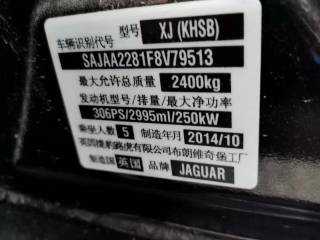 型号 XJ (KHSB)
车辆识别代号
SAJAA2281F8V79513
最大允许总质量 2400kg
发动机型号/排量/最大净功率
306PS/2995ml/250kW
乘坐人数 5 制造年月 2014/10
英国捷豹路虎有限公司布朗维奇堡工厂
制造国 英国 品牌 JAGUAR